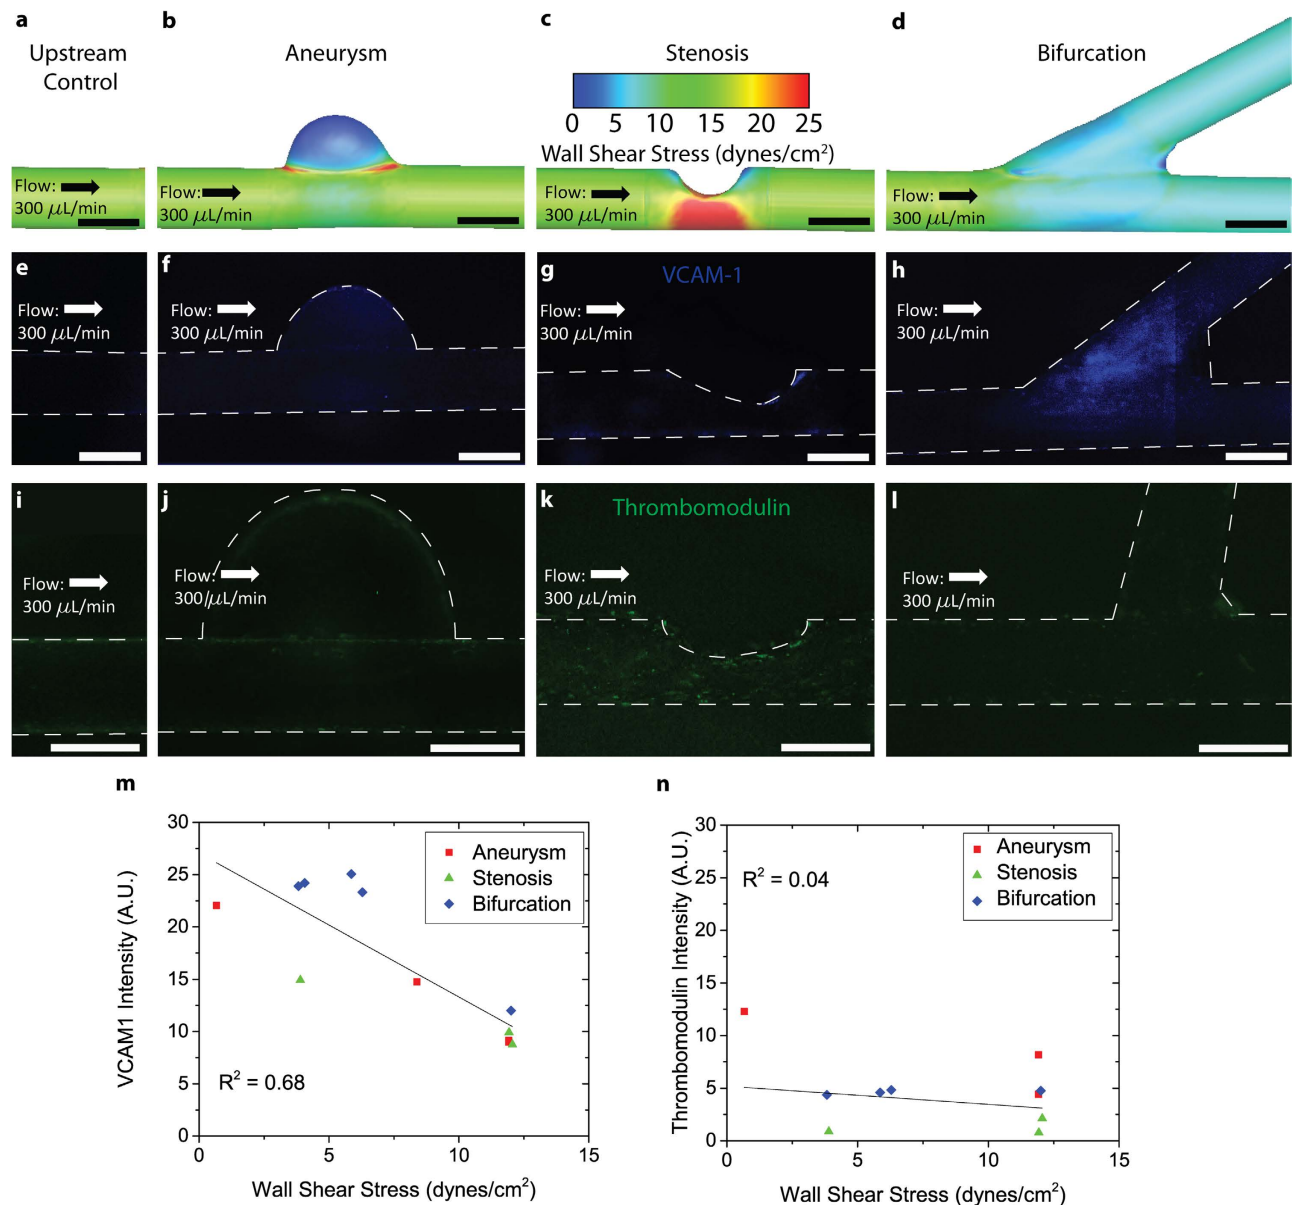 a
Upstream
Control
b
Aneurysm
c
Stenosis
d
Bifurcation
0 5 10 15 20 25
Wall Shear Stress (dynes/cm²)
Flow:
300 µL/min
Flow:
300 µL/min
Flow:
300 µL/min
Flow:
300 µL/min
e
Flow:
300 µL/min
f
Flow:
300 µL/min
g
VCAM-1
Flow:
300 µL/min
h
Flow:
300 µL/min
i
Flow:
300 µL/min
j
Flow:
300 µL/min
k
Thrombomodulin
Flow:
300 µL/min
l
Flow:
300 µL/min
m
VCAM1 Intensity (A.U.)
30
25
20
15
10
5
0
Aneurysm
Stenosis
Bifurcation
R² = 0.68
0 5 10 15
Wall Shear Stress (dynes/cm²)
n
Thrombomodulin Intensity (A.U.)
30
25
20
15
10
5
0
Aneurysm
Stenosis
Bifurcation
R² = 0.04
0 5 10 15
Wall Shear Stress (dynes/cm²)